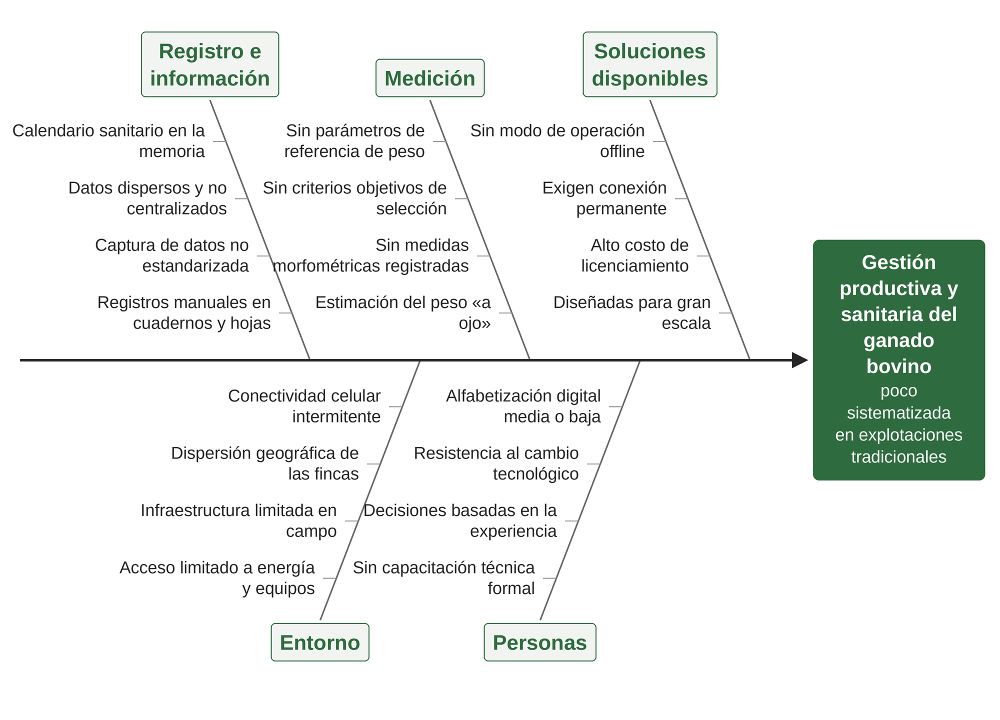 Registro e
información
Medición
Soluciones
disponibles
Calendario sanitario en la
memoria
Datos dispersos y no
centralizados
Captura de datos no
estandarizada
Registros manuales en
cuadernos y hojas
Sin parámetros de
referencia de peso
Sin criterios objetivos de
selección
Sin medidas
morfométricas registradas
Estimación del peso «a
ojo»
Sin modo de operación
offline
Exigen conexión
permanente
Alto costo de
licenciamiento
Diseñadas para gran
escala
Gestión
productiva y
sanitaria del
ganado
bovino
poco
sistematizada
en explotaciones
tradicionales
Conectividad celular
intermitente
Dispersión geográfica de
las fincas
Infraestructura limitada en
campo
Acceso limitado a energía
y equipos
Alfabetización digital
media o baja
Resistencia al cambio
tecnológico
Decisiones basadas en la
experiencia
Sin capacitación técnica
formal
Entorno
Personas